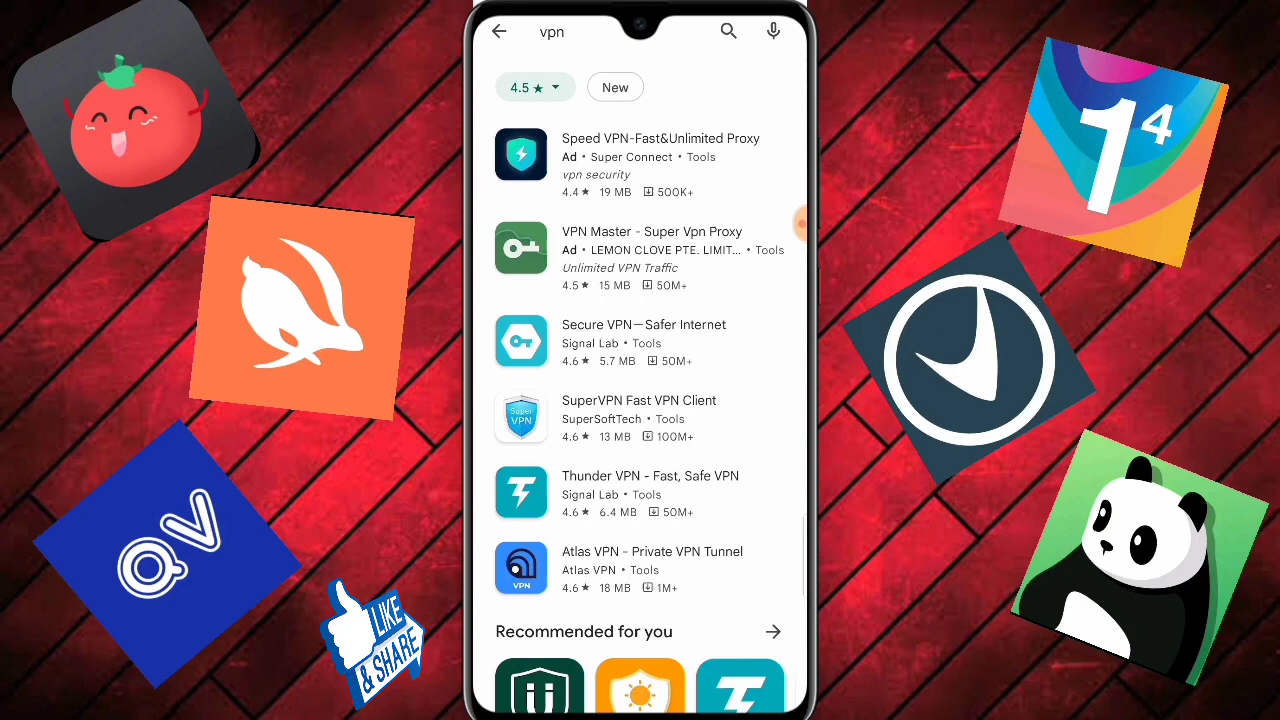 vpn
4.5 ★
New
Speed VPN-Fast&Unlimited Proxy
Ad • Super Connect • Tools
vpn security
4.4★ 19 MB 500K+
VPN Master - Super Vpn Proxy
Ad • LEMON CLOVE PTE. LIMIT... • Tools
Unlimited VPN Traffic
4.5★ 15 MB 50M+
Secure VPN—Safer Internet
Signal Lab • Tools
4.6★ 5.7 MB 50M+
Super
VPN
SuperVPN Fast VPN Client
SuperSoftTech • Tools
4.6★ 13 MB 100M+
Thunder VPN - Fast, Safe VPN
Signal Lab • Tools
4.6★ 6.4 MB 50M+
VPN
Atlas VPN - Private VPN Tunnel
Atlas VPN • Tools
4.6★ 18 MB 1M+
Recommended for you
QV
LIKE
& SHARE
1⁴